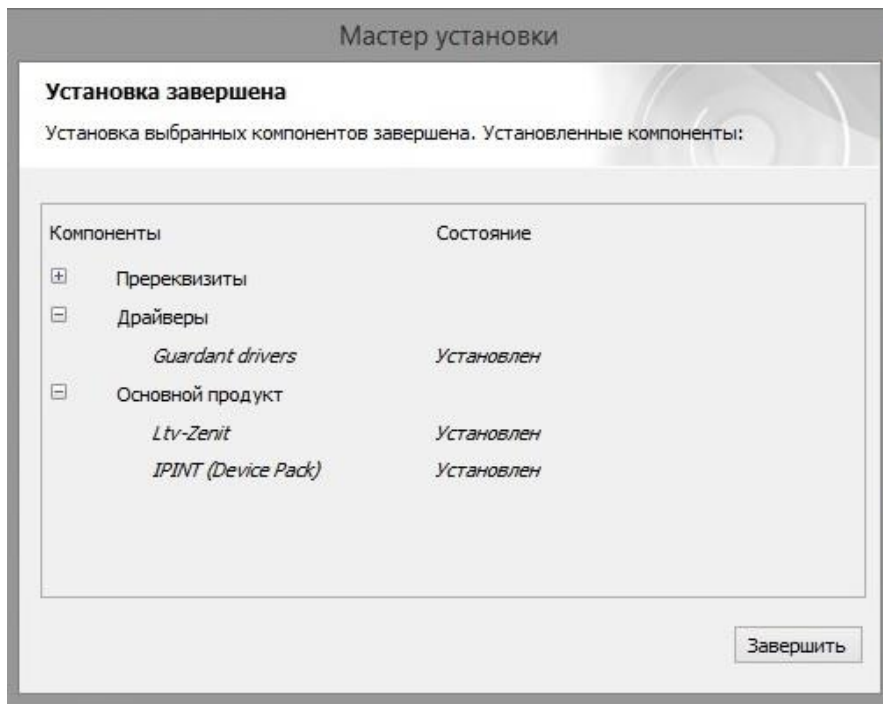 Мастер установки
Установка завершена
Установка выбранных компонентов завершена. Установленные компоненты:
Компоненты Состояние
Пререквизиты
Драйверы
Guardant drivers Установлен
Основной продукт
Ltv-Zenit Установлен
IPINT (Device Pack) Установлен
Завершить